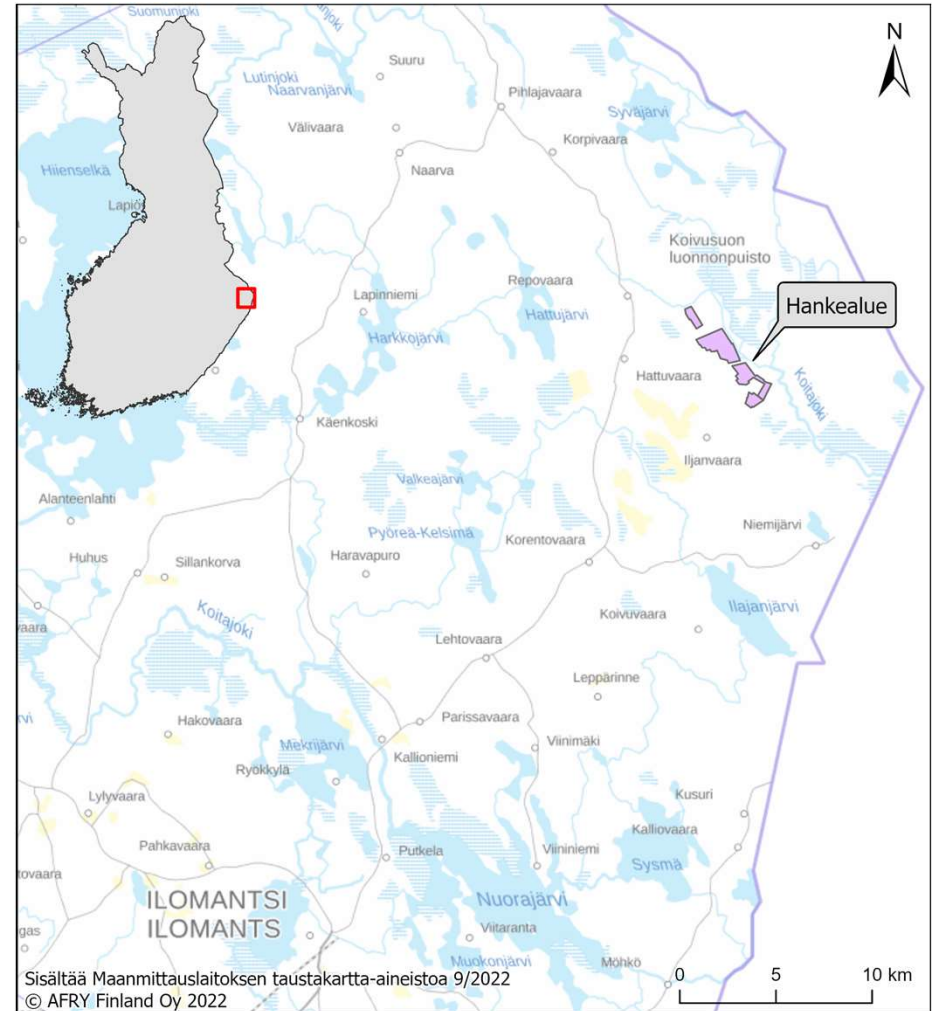 Suomunjoki
Suomujoki
N
Suuru
Lutinjoki
Naarvanjärvi
Pihlajavaara
Syväjärvi
Välivaara
Korpivaara
Naarva
Hiienselkä
Koivusuon
luonnonpuisto
Repovaara
Lapinniemi
Hattujärvi
Hankealue
Harkkojärvi
Hattuvaara
Koitajoki
Käenkoski
Iljanvaara
Valkeajärvi
Alanteenlahti
Niemijärvi
Pyöreä-Kelsimä
Korentovaara
Huhus
Sillankorva
Haravapuro
Ilajanjärvi
Koitajoki
Koivuvaara
Lehtovaara
Leppärinne
Hakovaara
Parissavaara
Mekrijärvi
Viinimäki
Kallioniemi
Ryökkylä
Kusuri
Lylyvaara
Kalliovaara
Pahkavaara
Putkela
Viininiemi
Sysmä
ILOMANTSI
ILOMANTS
Nuorajärvi
Viitaranta
Muokonjärvi
Möhkö
Sisältää Maanmittauslaitoksen taustakartta-aineistoa 9/2022
© AFRY Finland Oy 2022
0 5 10 km